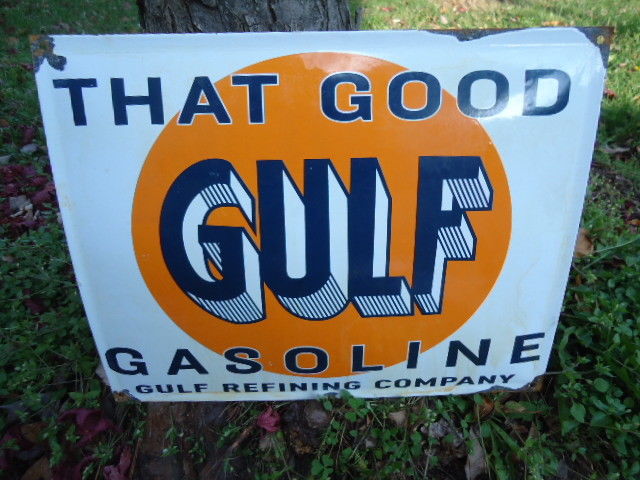 THAT GOOD
GULF
GASOLINE
GULF REFINING COMPANY